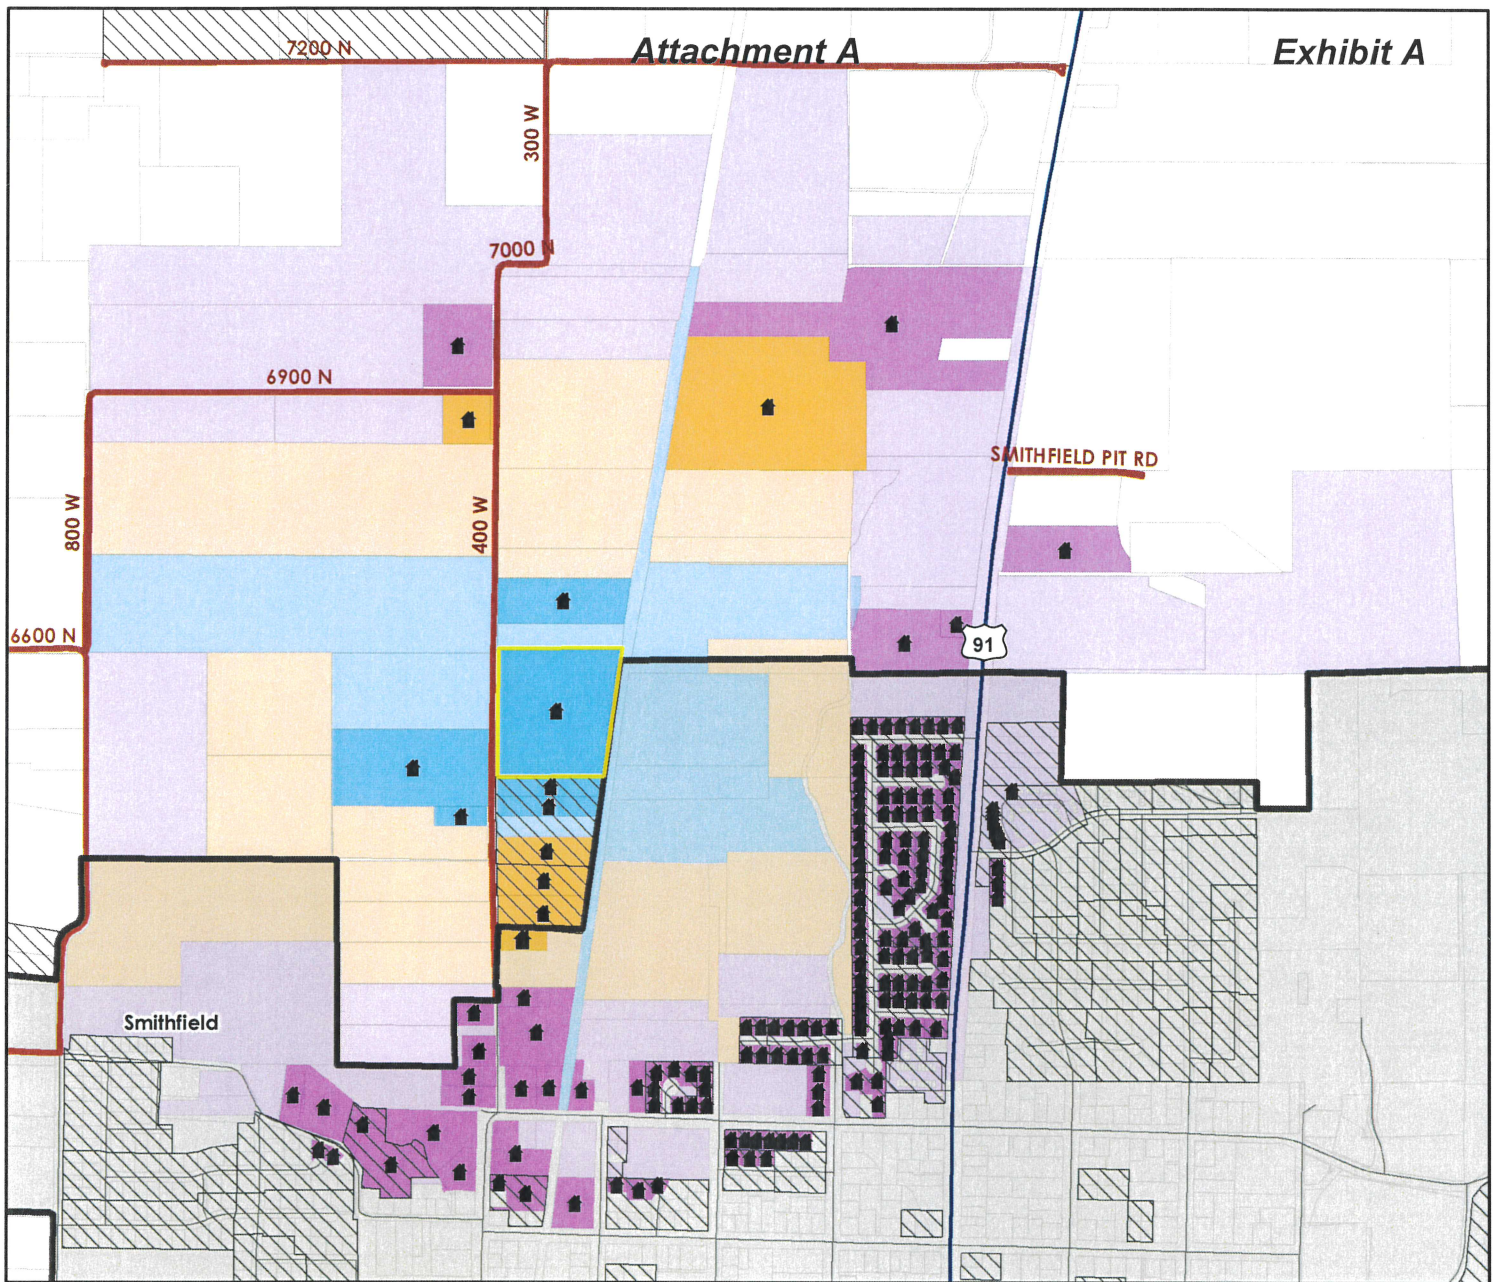 Attachment A
Exhibit A
7200 N
300 W
7000 N
6900 N
SMITHFIELD PIT RD
800 W
400 W
6600 N
91
Smithfield